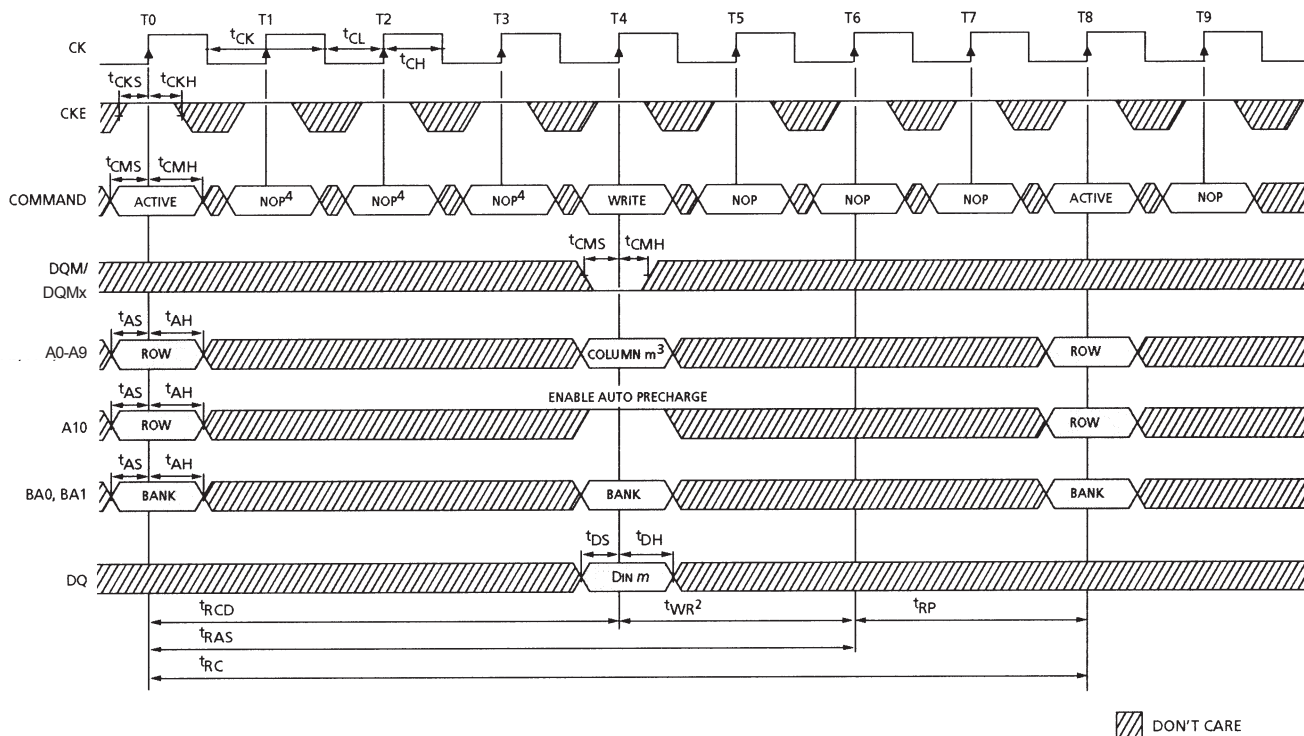 T0 T1 T2 T3 T4 T5 T6 T7 T8 T9
CK tCK tCL tCH
tCKS tCKH
CKE
tCMS tCMH
COMMAND ACTIVE NOP4 NOP4 NOP4 WRITE NOP NOP NOP ACTIVE NOP
tCMS tCMH
DQM/
DQMx
tAS tAH
A0-A9 ROW COLUMN m3 ROW
ENABLE AUTO PRECHARGE
tAS tAH
A10 ROW ROW
tAS tAH
BA0, BA1 BANK BANK BANK
tDS tDH
DQ DIN m
tRCD tWR2 tRP
tRAS
tRC
DON'T CARE